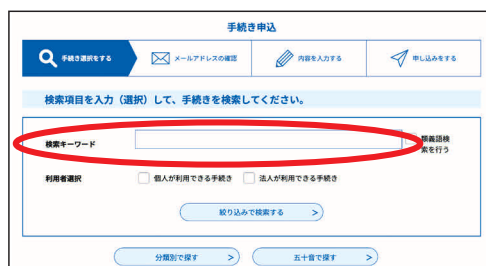 手続き申込
手続き選択をする
メールアドレスの確認
内容を入力する
申し込みをする
検索項目を入力（選択）して、手続きを検索してください。
検索キーワード
類義語検
索を行う
利用者選択
個人が利用できる手続き
法人が利用できる手続き
絞り込みで検索する >
分類別で探す >
五十音で探す >